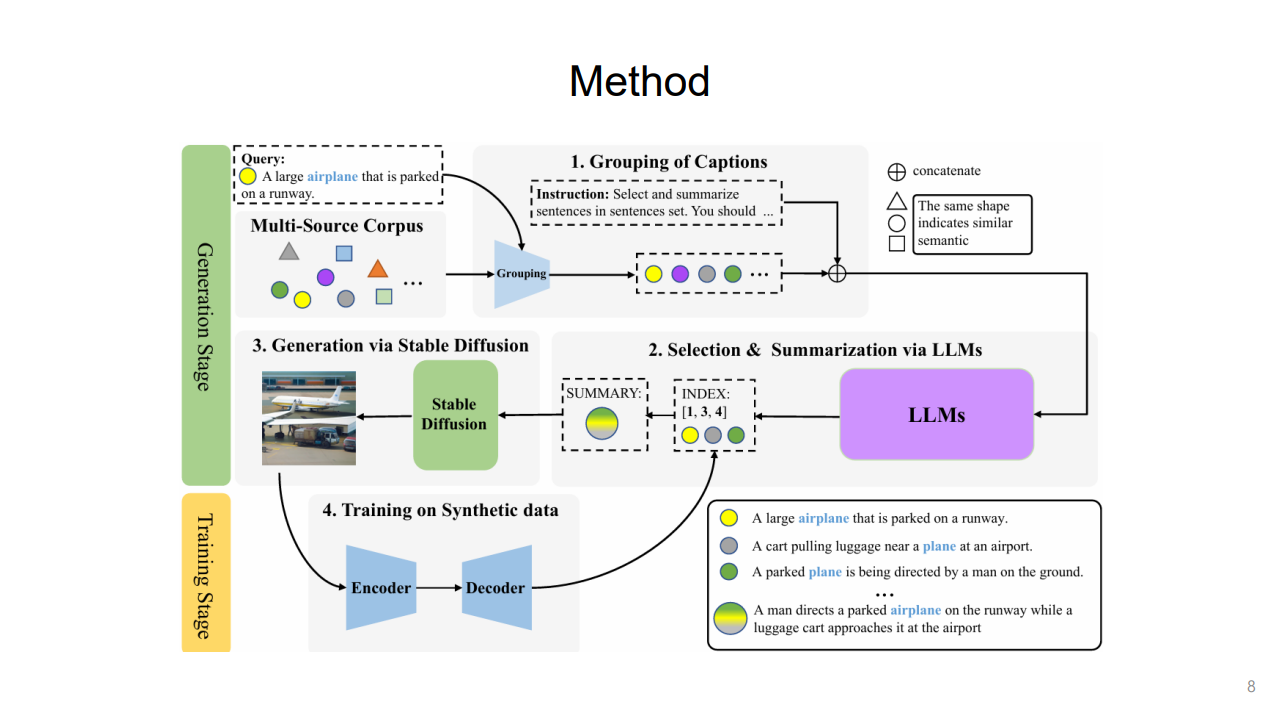 Method
Generation Stage
Query:
A large airplane that is parked
on a runway.
Multi-Source Corpus
...
1. Grouping of Captions
Instruction: Select and summarize
sentences in sentences set. You should ...
Grouping
...
concatenate
The same shape
indicates similar
semantic
3. Generation via Stable Diffusion
Stable
Diffusion
2. Selection & Summarization via LLMs
SUMMARY:
INDEX:
[1, 3, 4]
LLMs
Training Stage
4. Training on Synthetic data
Encoder
Decoder
A large airplane that is parked on a runway.
A cart pulling luggage near a plane at an airport.
A parked plane is being directed by a man on the ground.
...
A man directs a parked airplane on the runway while a
luggage cart approaches it at the airport
8